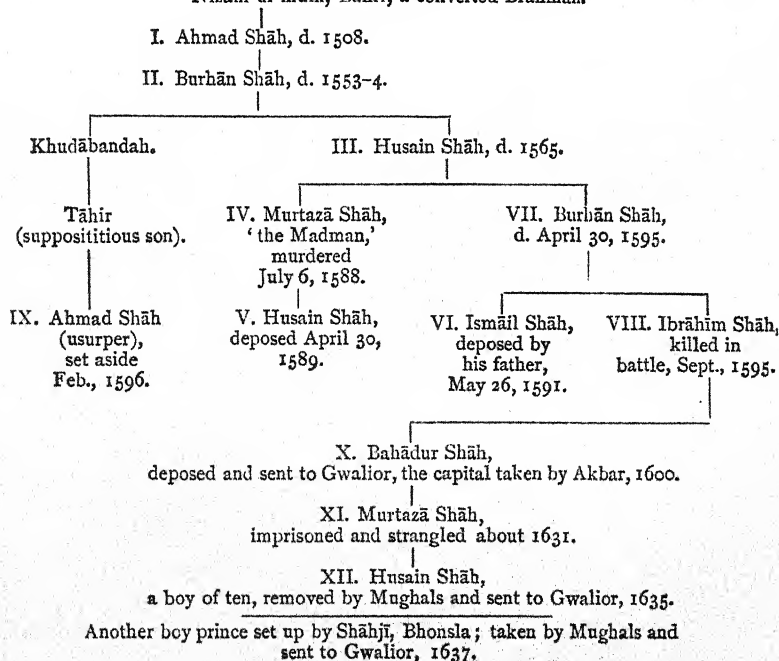 I. Ahmad Shāh, d. 1508.
II. Burhān Shāh, d. 1553-4.
Khudābandah.
III. Husain Shāh, d. 1565.
Tāhir
(supposititious son).
IV. Murtazā Shāh,
‘the Madman,’
murdered
July 6, 1588.
VII. Burhān Shāh,
d. April 30, 1595.
IX. Ahmad Shāh
(usurper),
set aside
Feb., 1596.
V. Husain Shāh,
deposed April 30,
1589.
VI. Ismāil Shāh,
deposed by
his father,
May 26, 1591.
VIII. Ibrāhīm Shāh,
killed in
battle, Sept., 1595.
X. Bahādur Shāh,
deposed and sent to Gwalior, the capital taken by Akbar, 1600.
XI. Murtazā Shāh,
imprisoned and strangled about 1631.
XII. Husain Shāh,
a boy of ten, removed by Mughals and sent to Gwalior, 1635.
Another boy prince set up by Shāhjī, Bhonsla; taken by Mughals and
sent to Gwalior, 1637.